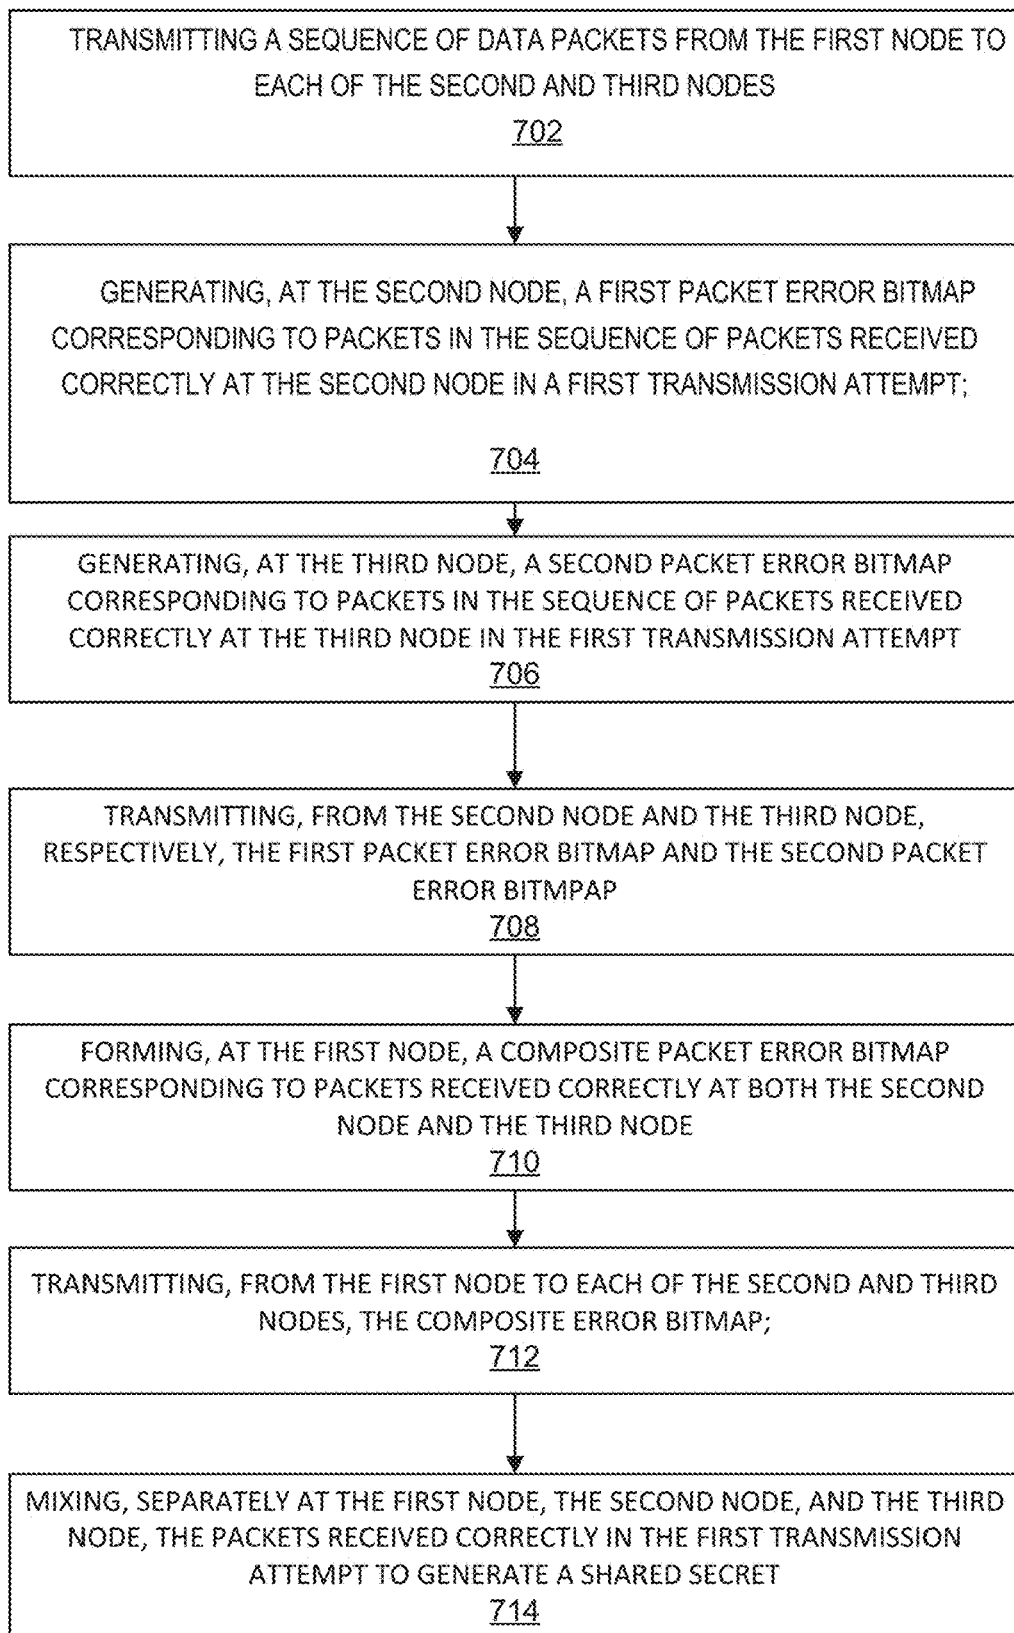 TRANSMITTING A SEQUENCE OF DATA PACKETS FROM THE FIRST NODE TO
EACH OF THE SECOND AND THIRD NODES
702
GENERATING, AT THE SECOND NODE, A FIRST PACKET ERROR BITMAP
CORRESPONDING TO PACKETS IN THE SEQUENCE OF PACKETS RECEIVED
CORRECTLY AT THE SECOND NODE IN A FIRST TRANSMISSION ATTEMPT;
704
GENERATING, AT THE THIRD NODE, A SECOND PACKET ERROR BITMAP
CORRESPONDING TO PACKETS IN THE SEQUENCE OF PACKETS RECEIVED
CORRECTLY AT THE THIRD NODE IN THE FIRST TRANSMISSION ATTEMPT
706
TRANSMITTING, FROM THE SECOND NODE AND THE THIRD NODE,
RESPECTIVELY, THE FIRST PACKET ERROR BITMAP AND THE SECOND PACKET
ERROR BITMPAP
708
FORMING, AT THE FIRST NODE, A COMPOSITE PACKET ERROR BITMAP
CORRESPONDING TO PACKETS RECEIVED CORRECTLY AT BOTH THE SECOND
NODE AND THE THIRD NODE
710
TRANSMITTING, FROM THE FIRST NODE TO EACH OF THE SECOND AND THIRD
NODES, THE COMPOSITE ERROR BITMAP;
712
MIXING, SEPARATELY AT THE FIRST NODE, THE SECOND NODE, AND THE THIRD
NODE, THE PACKETS RECEIVED CORRECTLY IN THE FIRST TRANSMISSION
ATTEMPT TO GENERATE A SHARED SECRET
714